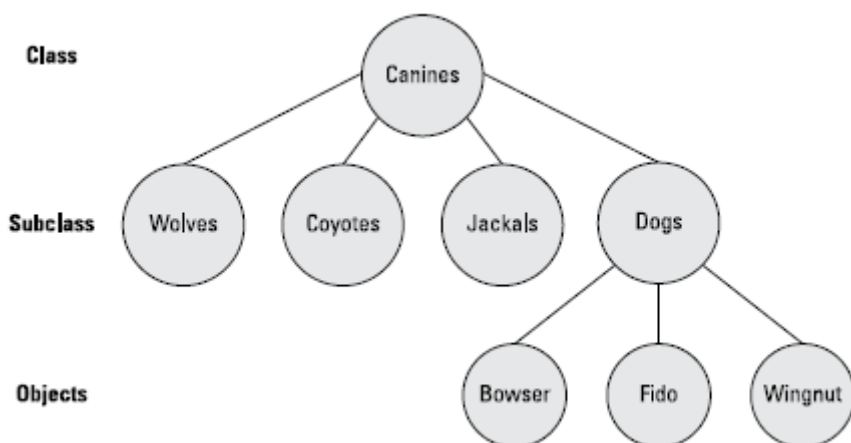 Class
Canines
Subclass
Wolves
Coyotes
Jackals
Dogs
Objects
Bowser
Fido
Wingnut